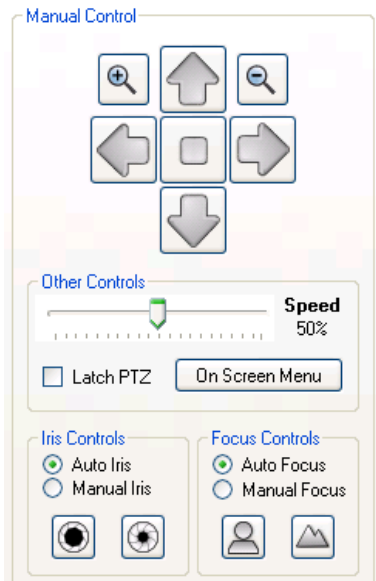 Manual Control
Other Controls
Speed
50%
Latch PTZ
On Screen Menu
Iris Controls
Auto Iris
Manual Iris
Focus Controls
Auto Focus
Manual Focus